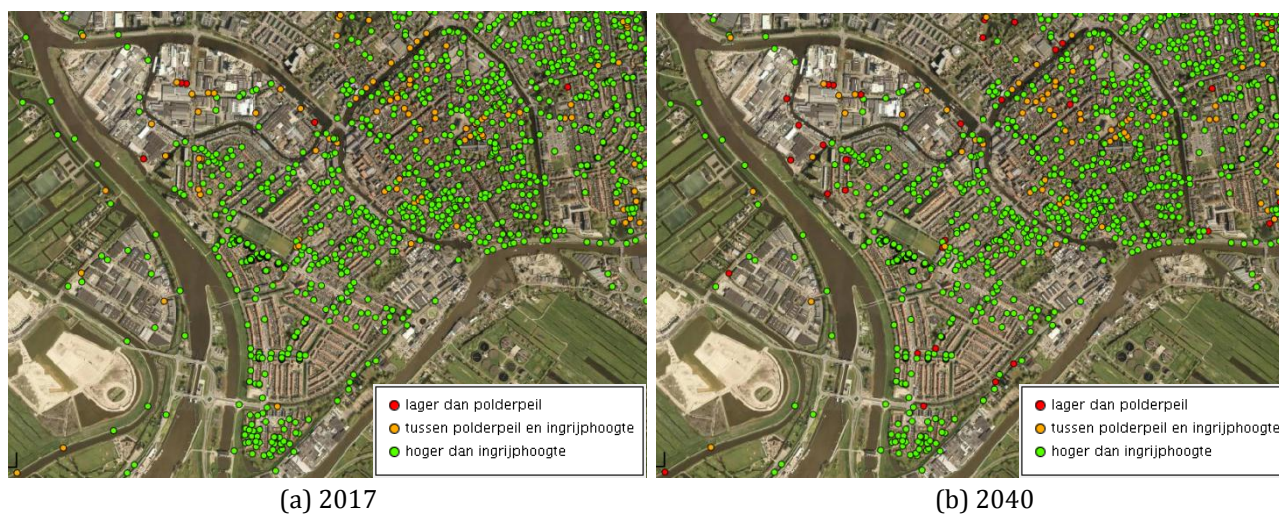 lager dan polderpeil
tussen polderpeil en ingrijphoogte
hoger dan ingrijphoogte
lager dan polderpeil
tussen polderpeil en ingrijphoogte
hoger dan ingrijphoogte
(a) 2017
(b) 2040